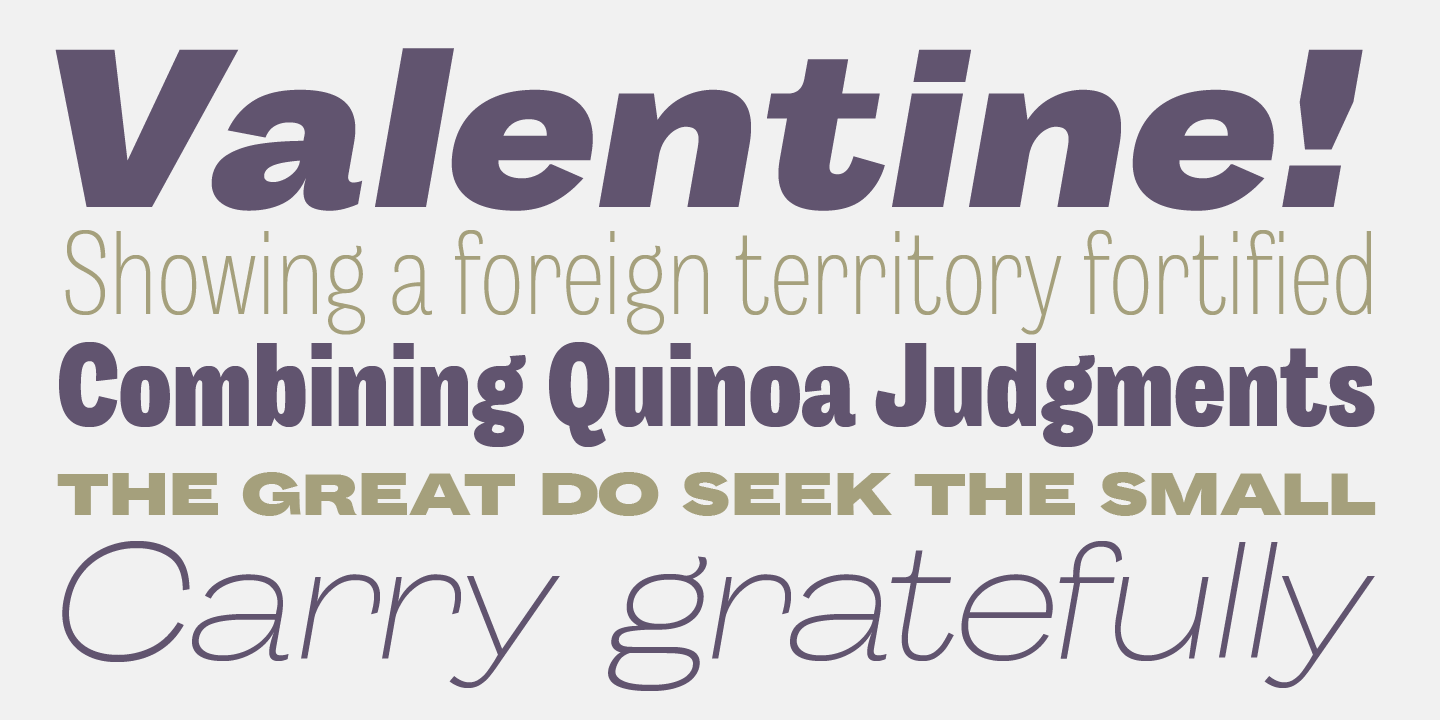 Valentine!
Showing a foreign territory fortified
Combining Quinoa Judgments
THE GREAT DO SEEK THE SMALL
Carry gratefully